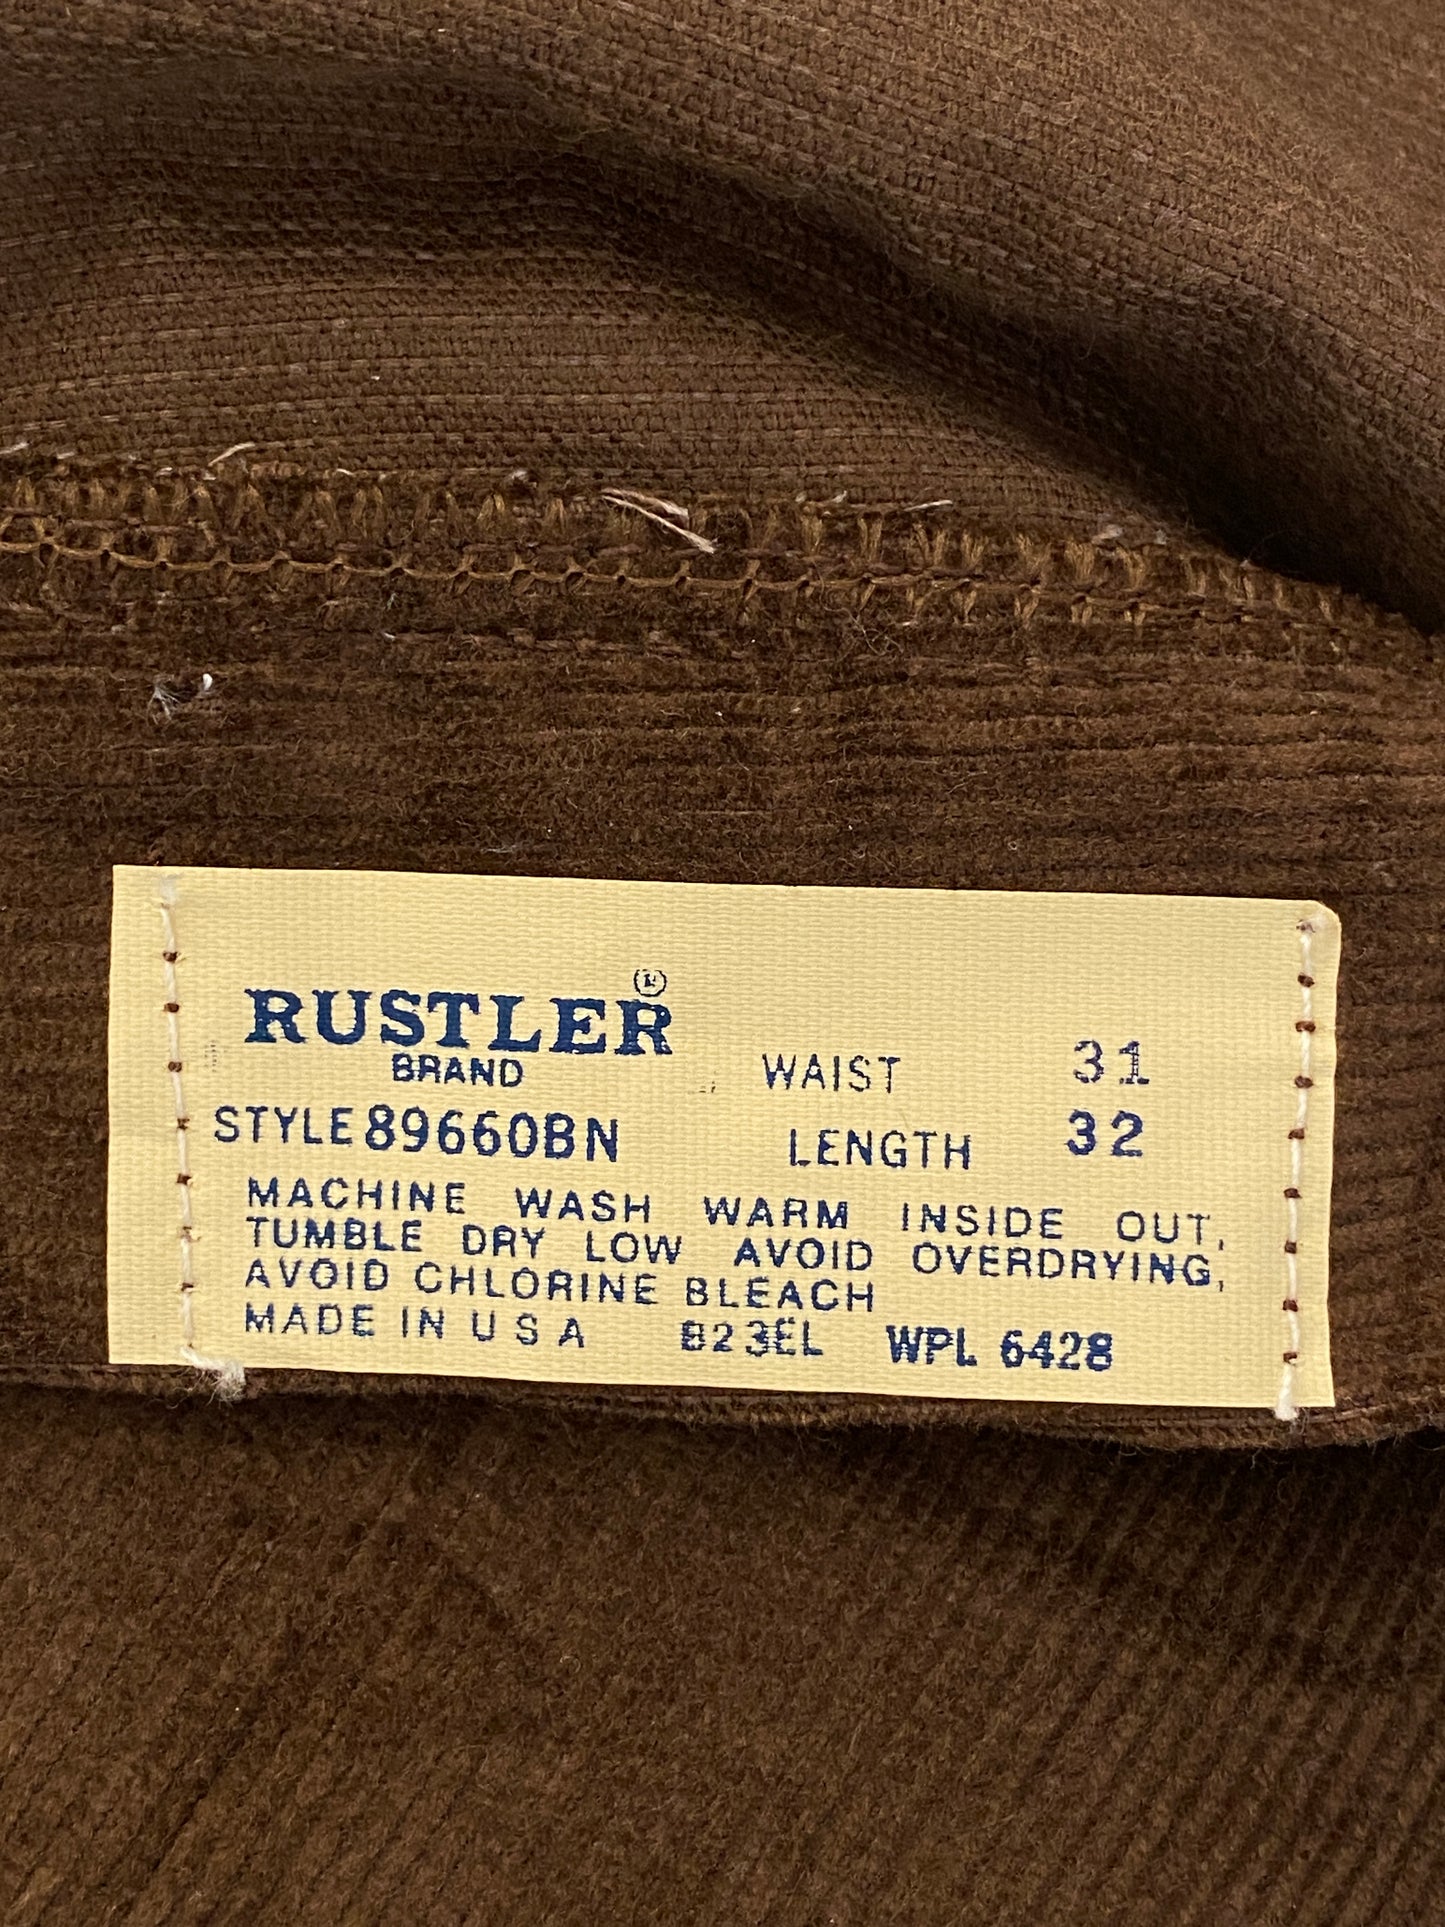 RUSTLER®
BRAND
STYLE 89660BN
WAIST 31
LENGTH 32
MACHINE WASH WARM INSIDE OUT,
TUMBLE DRY LOW AVOID OVERDRYING,
AVOID CHLORINE BLEACH
MADE IN U S A 823EL WPL 6428